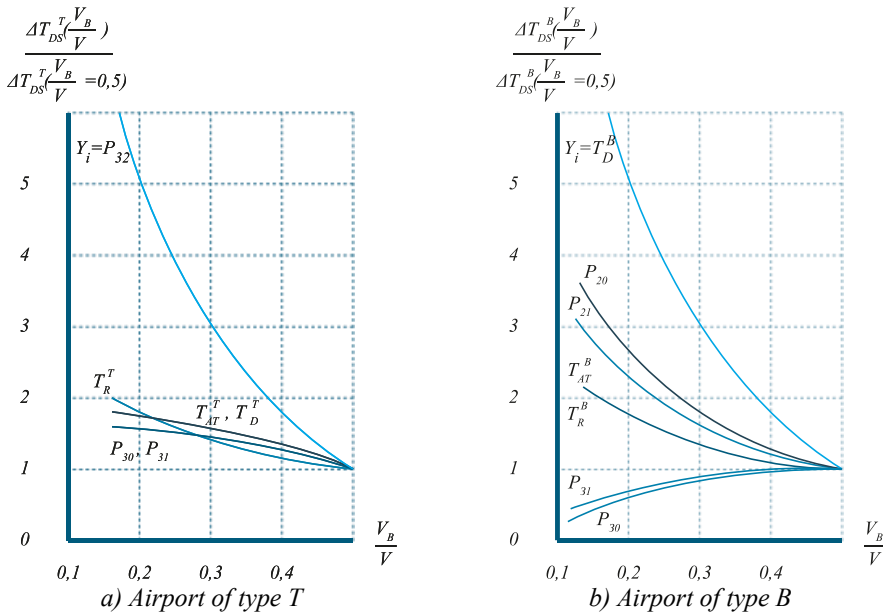 ΔT_DS^T(V_B/V)
ΔT_DS^T(V_B/V =0,5)
Y_i=P_32
5
4
3
2
1
0
T_R^T
T_AT^T, T_D^T
P_30, P_31
V_B/V
0,1 0,2 0,3 0,4
a) Airport of type T
ΔT_DS^B(V_B/V)
ΔT_DS^B(V_B/V =0,5)
Y_i=T_D^B
5
4
3
2
1
0
P_20
P_21
T_AT^B
T_R^B
P_31
P_30
V_B/V
0,1 0,2 0,3 0,4
b) Airport of type B